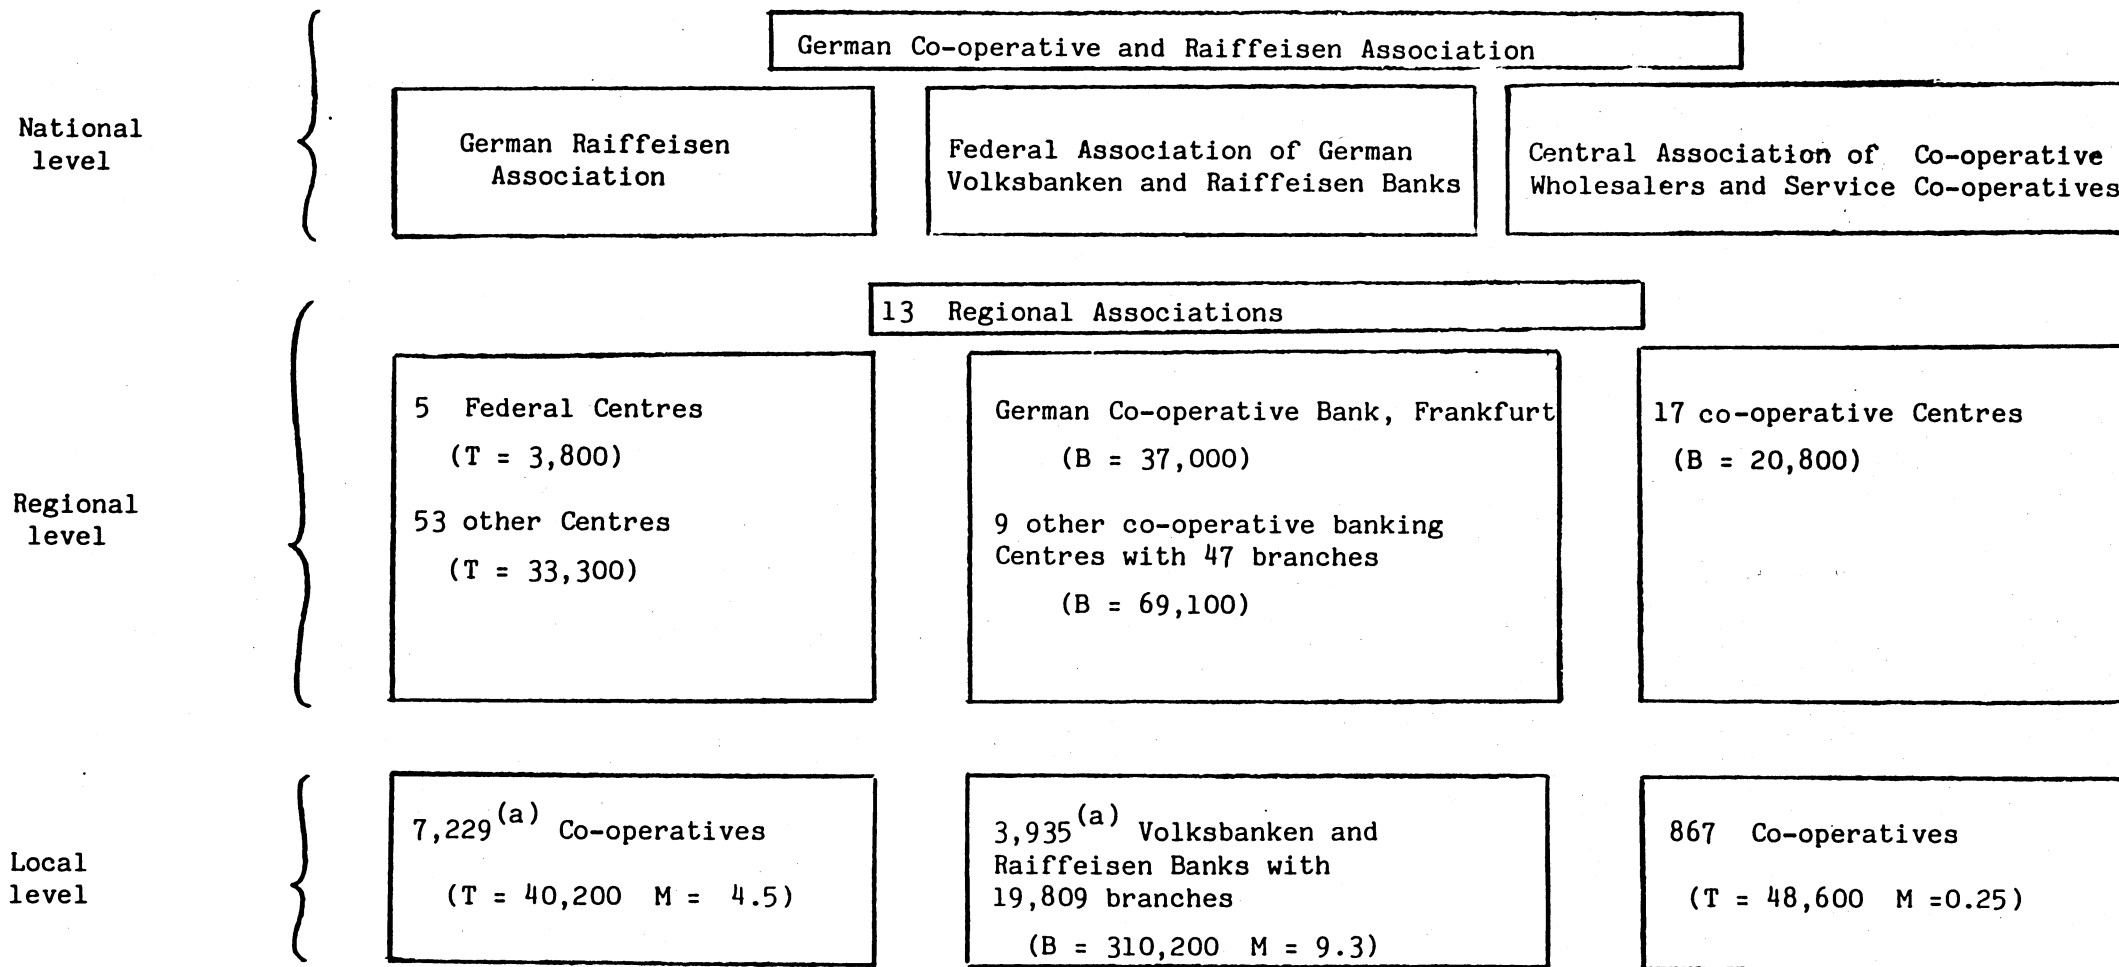 German Co-operative and Raiffeisen Association
National
level
German Raiffeisen
Association
Federal Association of German
Volksbanken and Raiffeisen Banks
Central Association of Co-operative
Wholesalers and Service Co-operatives
13 Regional Associations
Regional
level
5 Federal Centres
(T = 3,800)
53 other Centres
(T = 33,300)
German Co-operative Bank, Frankfurt
(B = 37,000)
9 other co-operative banking
Centres with 47 branches
(B = 69,100)
17 co-operative Centres
(B = 20,800)
Local
level
7,229(a) Co-operatives
(T = 40,200 M = 4.5)
3,935(a) Volksbanken and
Raiffeisen Banks with
19,809 branches
(B = 310,200 M = 9.3)
867 Co-operatives
(T = 48,600 M =0.25)